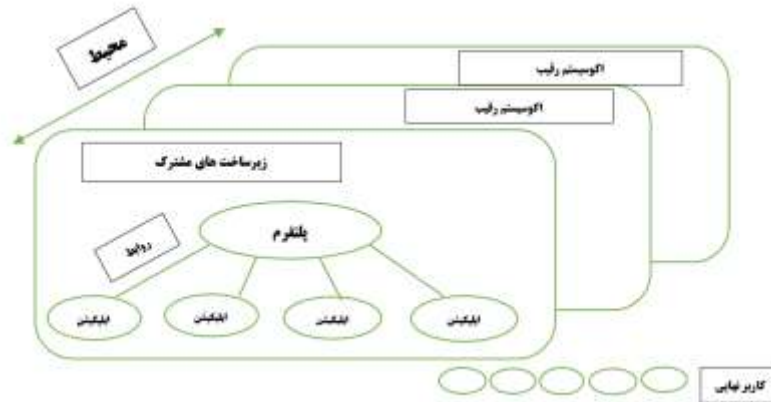 محیط
اکوسیستم رقیب
اکوسیستم رقیب
زیرساخت های مشترک
پلتفرم
روابط
اپلیکیشن
اپلیکیشن
اپلیکیشن
اپلیکیشن
کاربر نهایی